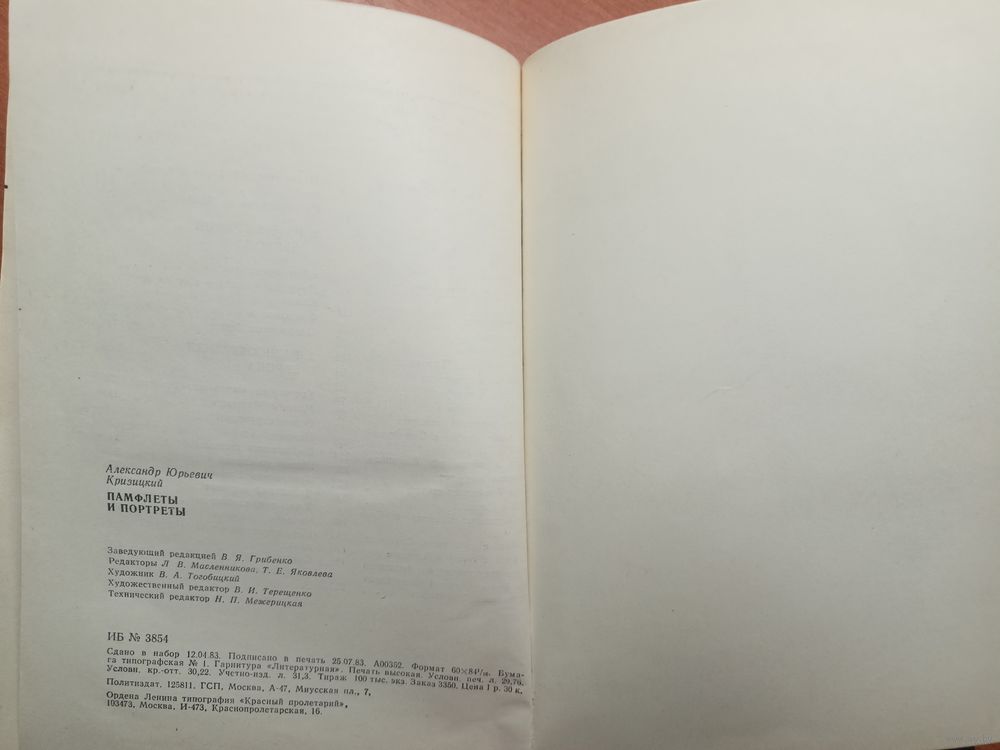 Александр Юрьевич
Кризицкий
ПАМФЛЕТЫ
И ПОРТРЕТЫ
Заведующий редакцией В. Я. Грибенко
Редакторы Л. В. Масленникова, Т. Е. Яковлева
Художник В. А. Тогобицкий
Художественный редактор В. И. Терещенко
Технический редактор Н. П. Межерицкая
ИБ № 3854
Сдано в набор 12.04.83. Подписано в печать 25.07.83. А00352. Формат 60×84¹/₁₆. Бума-
га типографская № 1. Гарнитура «Литературная». Печать высокая. Условн. печ. л. 29,76.
Условн. кр.-отт. 30,22. Учетно-изд. л. 31,3. Тираж 100 тыс. экз. Заказ 3350. Цена 1 р. 30 к.
Политиздат. 125811, ГСП, Москва, А-47, Миусская пл., 7,
Ордена Ленина типография «Красный пролетарий»,
103473, Москва, И-473, Краснопролетарская, 16.